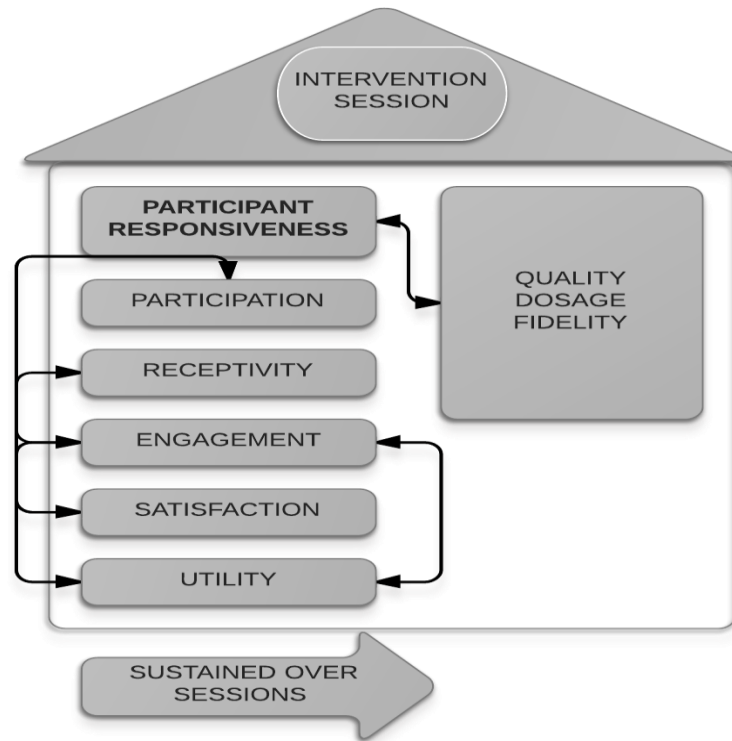 INTERVENTION
SESSION
PARTICIPANT
RESPONSIVENESS
QUALITY
DOSAGE
FIDELITY
PARTICIPATION
RECEPTIVITY
ENGAGEMENT
SATISFACTION
UTILITY
SUSTAINED OVER
SESSIONS